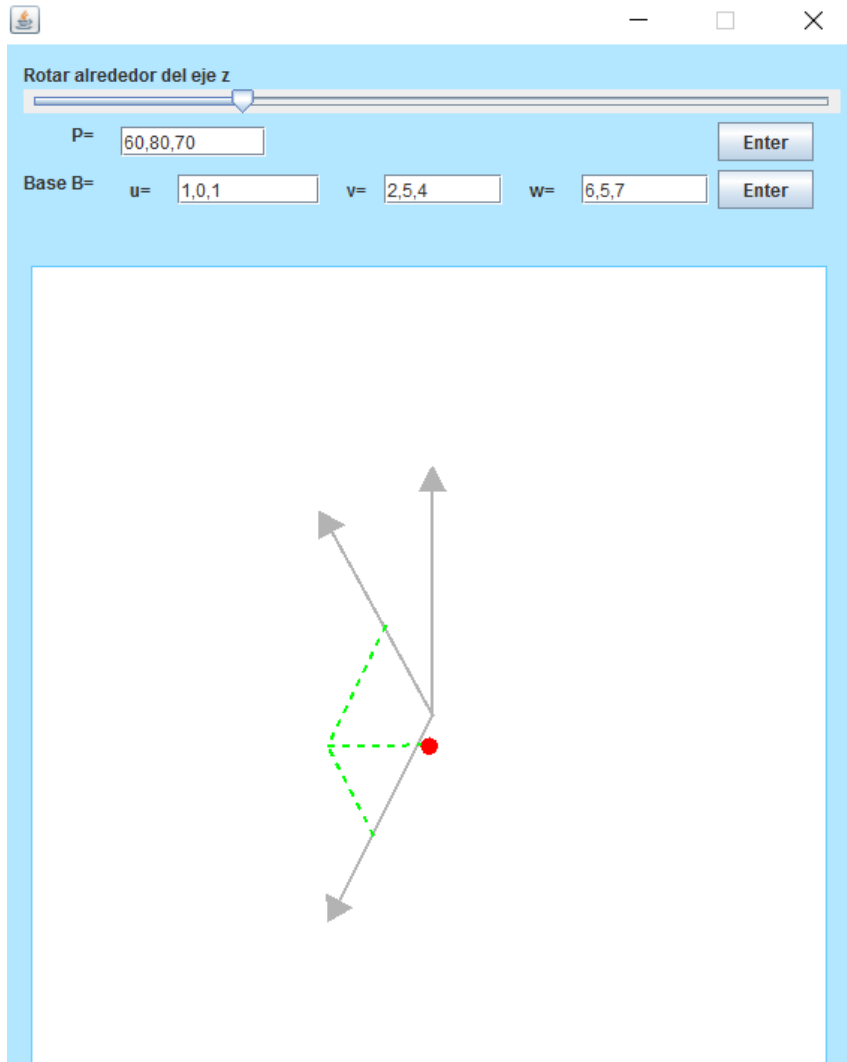 Rotar alrededor del eje z
P= 60,80,70 Enter
Base B= u= 1,0,1 v= 2,5,4 w= 6,5,7 Enter